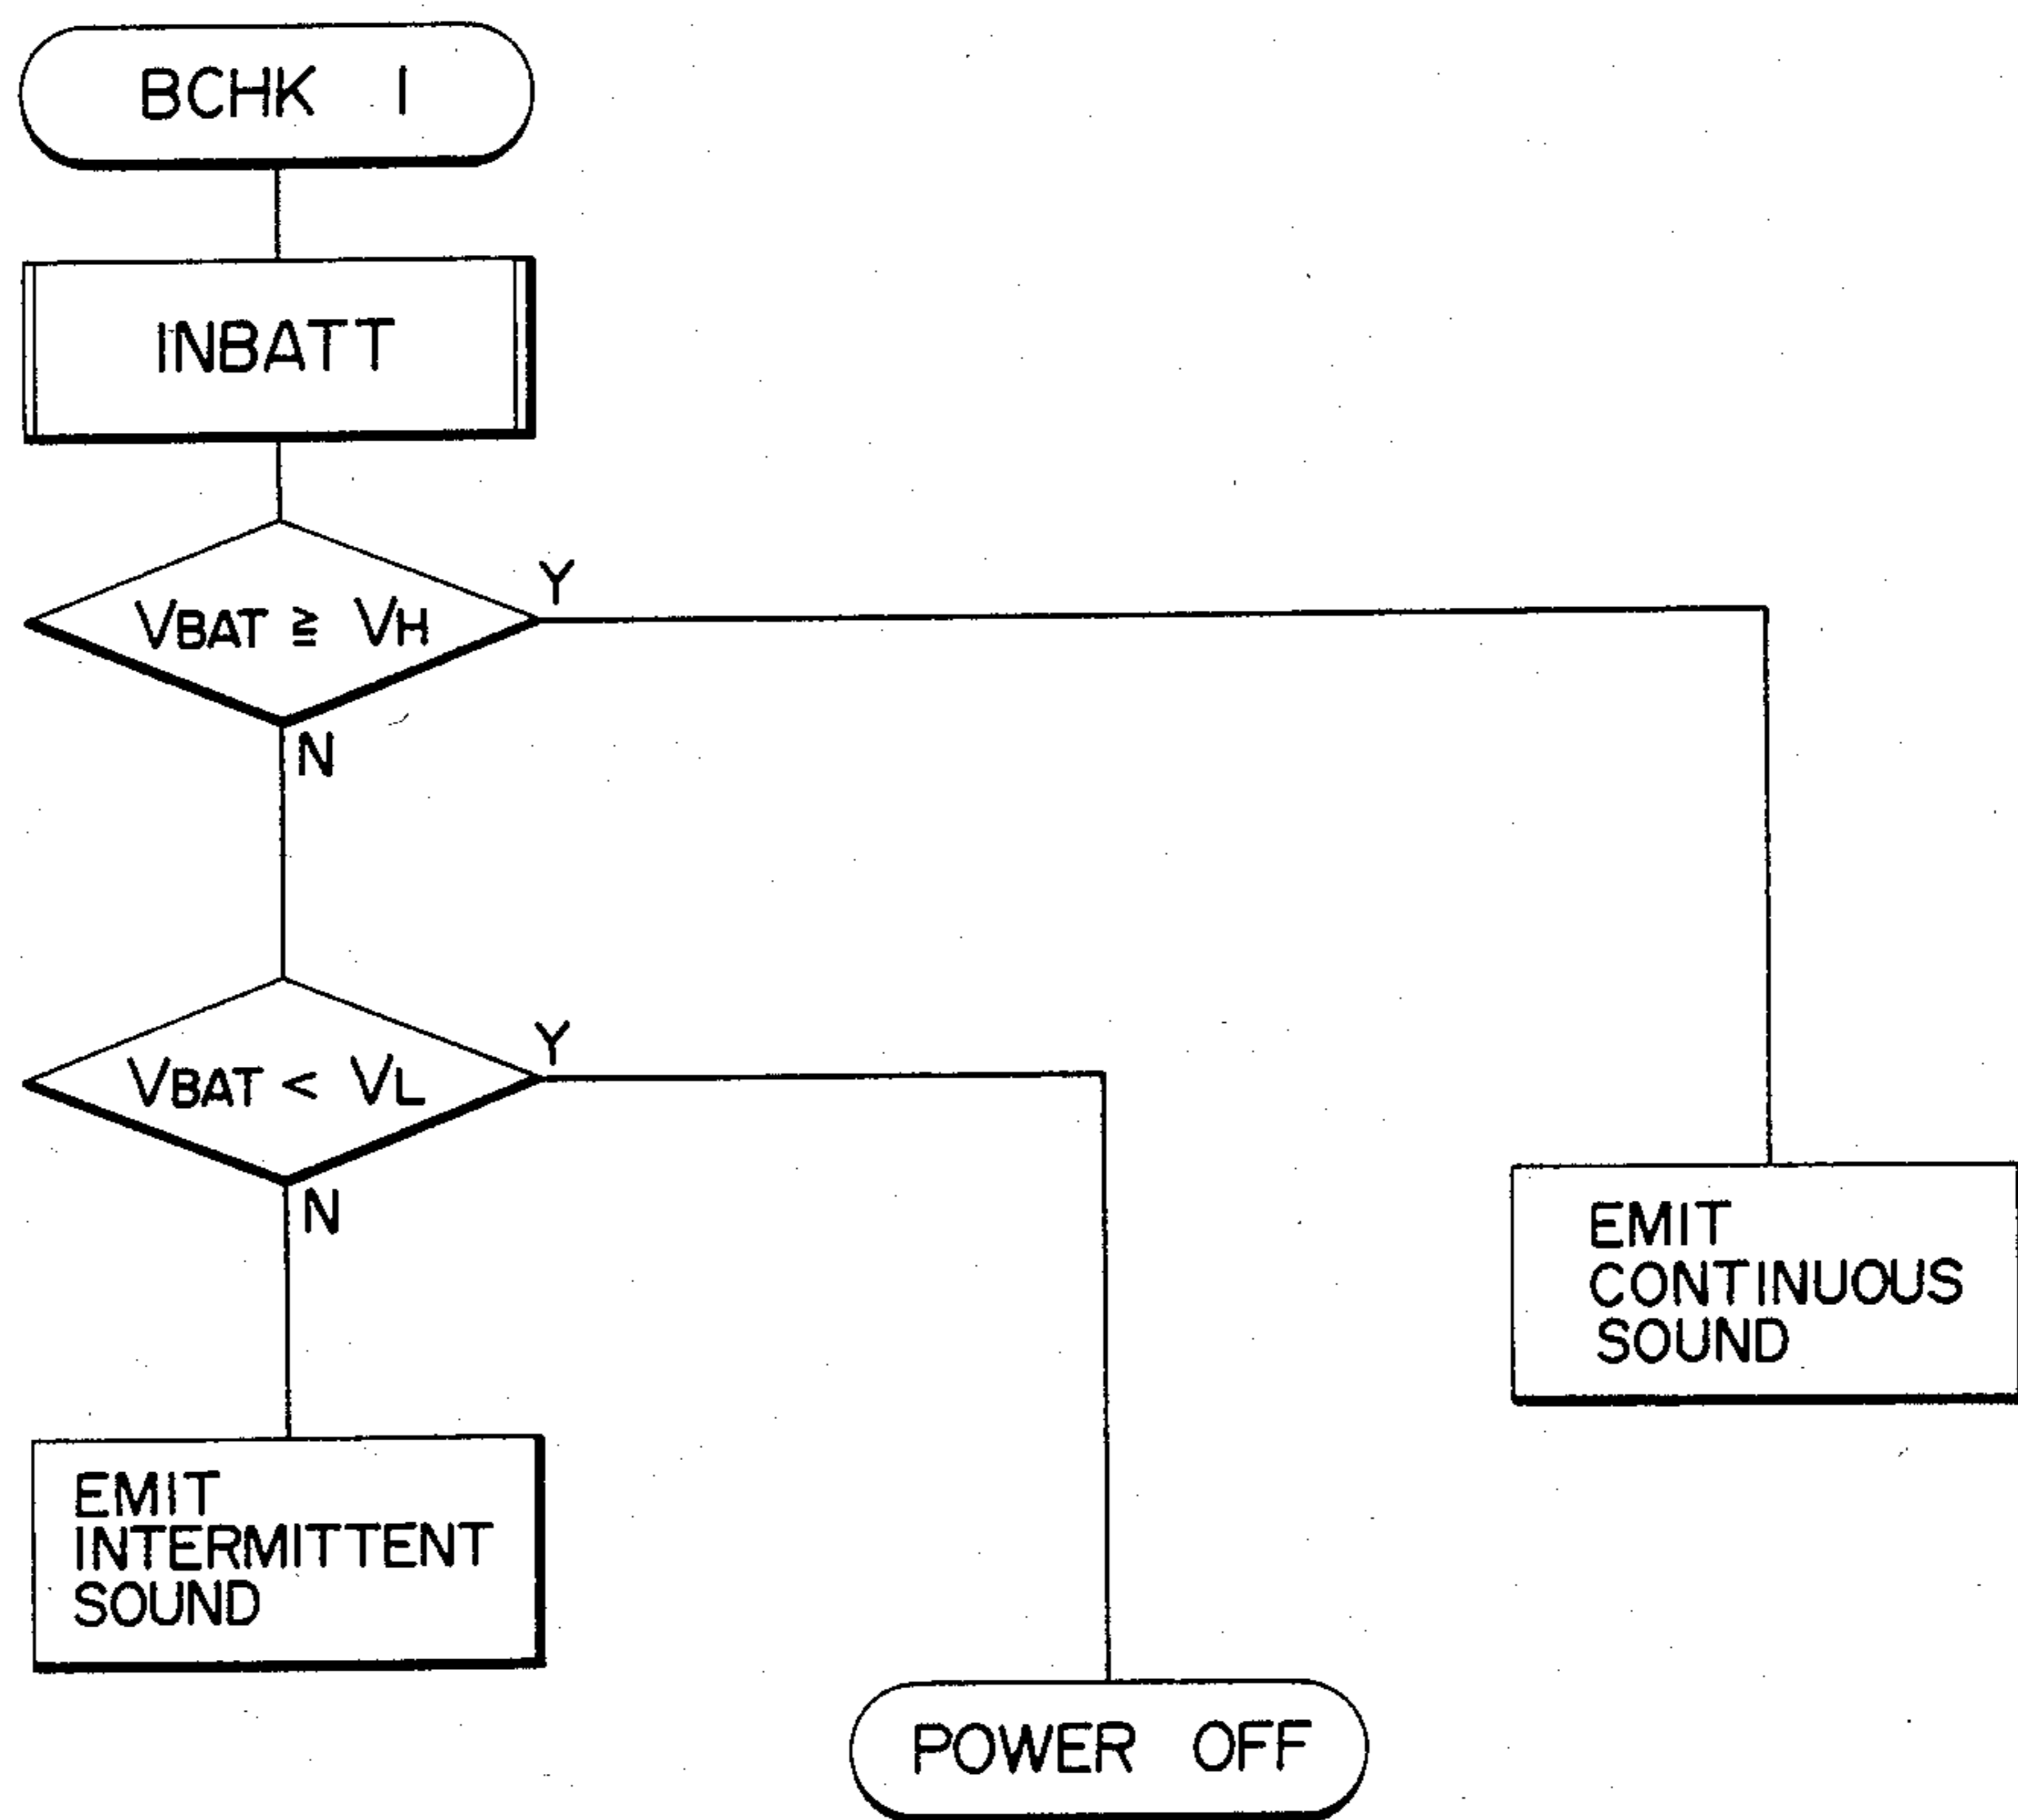 BCHK 1
INBATT
VBAT ≧ VH
Y
N
VBAT < VL
Y
N
EMIT
CONTINUOUS
SOUND
EMIT
INTERMITTENT
SOUND
POWER OFF